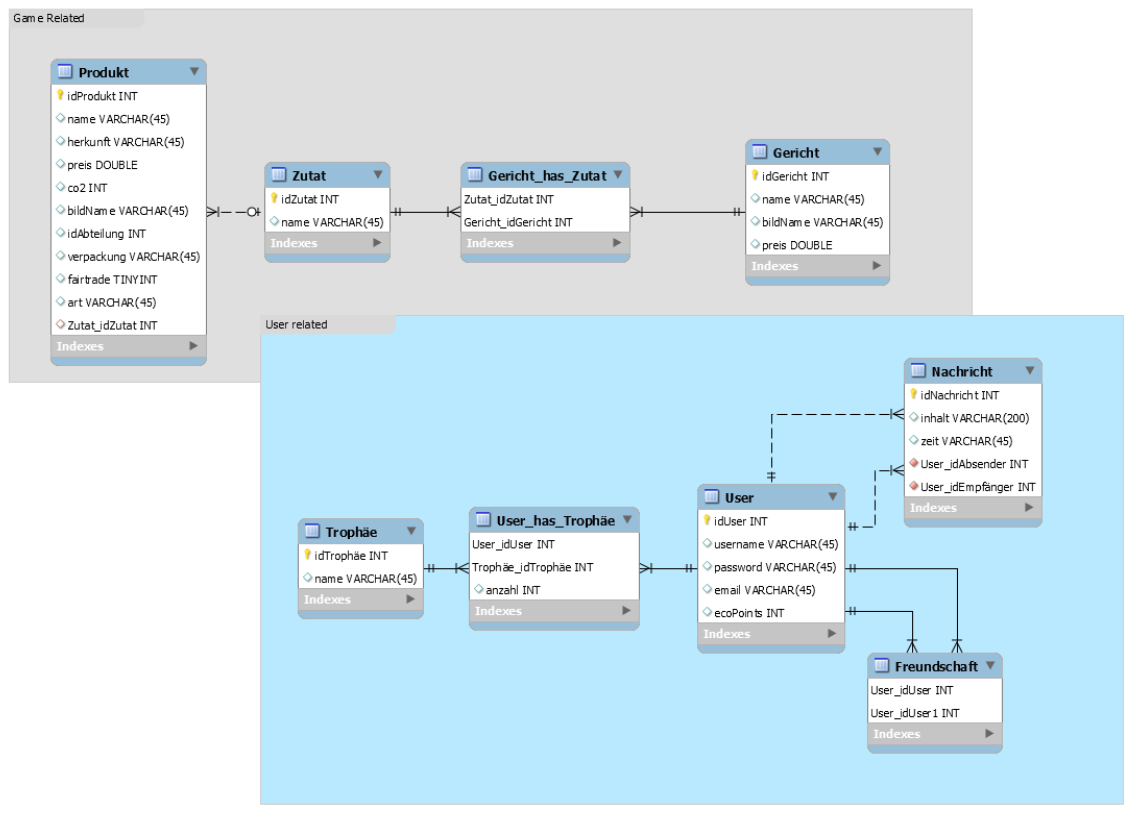 Game Related
Produkt
idProdukt INT
name VARCHAR(45)
herkunft VARCHAR(45)
preis DOUBLE
co2 INT
bildName VARCHAR(45)
idAbteilung INT
verpackung VARCHAR(45)
fairtrade TINYINT
art VARCHAR(45)
Zutat_idZutat INT
Indexes
Zutat
idZutat INT
name VARCHAR(45)
Indexes
Gericht_has_Zutat
Zutat_idZutat INT
Gericht_idGericht INT
Indexes
Gericht
idGericht INT
name VARCHAR(45)
bildName VARCHAR(45)
preis DOUBLE
Indexes
User related
Trophäe
idTrophäe INT
name VARCHAR(45)
Indexes
User_has_Trophäe
User_idUser INT
Trophäe_idTrophäe INT
anzahl INT
Indexes
User
idUser INT
username VARCHAR(45)
password VARCHAR(45)
email VARCHAR(45)
ecoPoints INT
Indexes
Nachricht
idNachricht INT
inhalt VARCHAR(200)
zeit VARCHAR(45)
User_idAbsender INT
User_idEmpfänger INT
Indexes
Freundschaft
User_idUser INT
User_idUser1 INT
Indexes